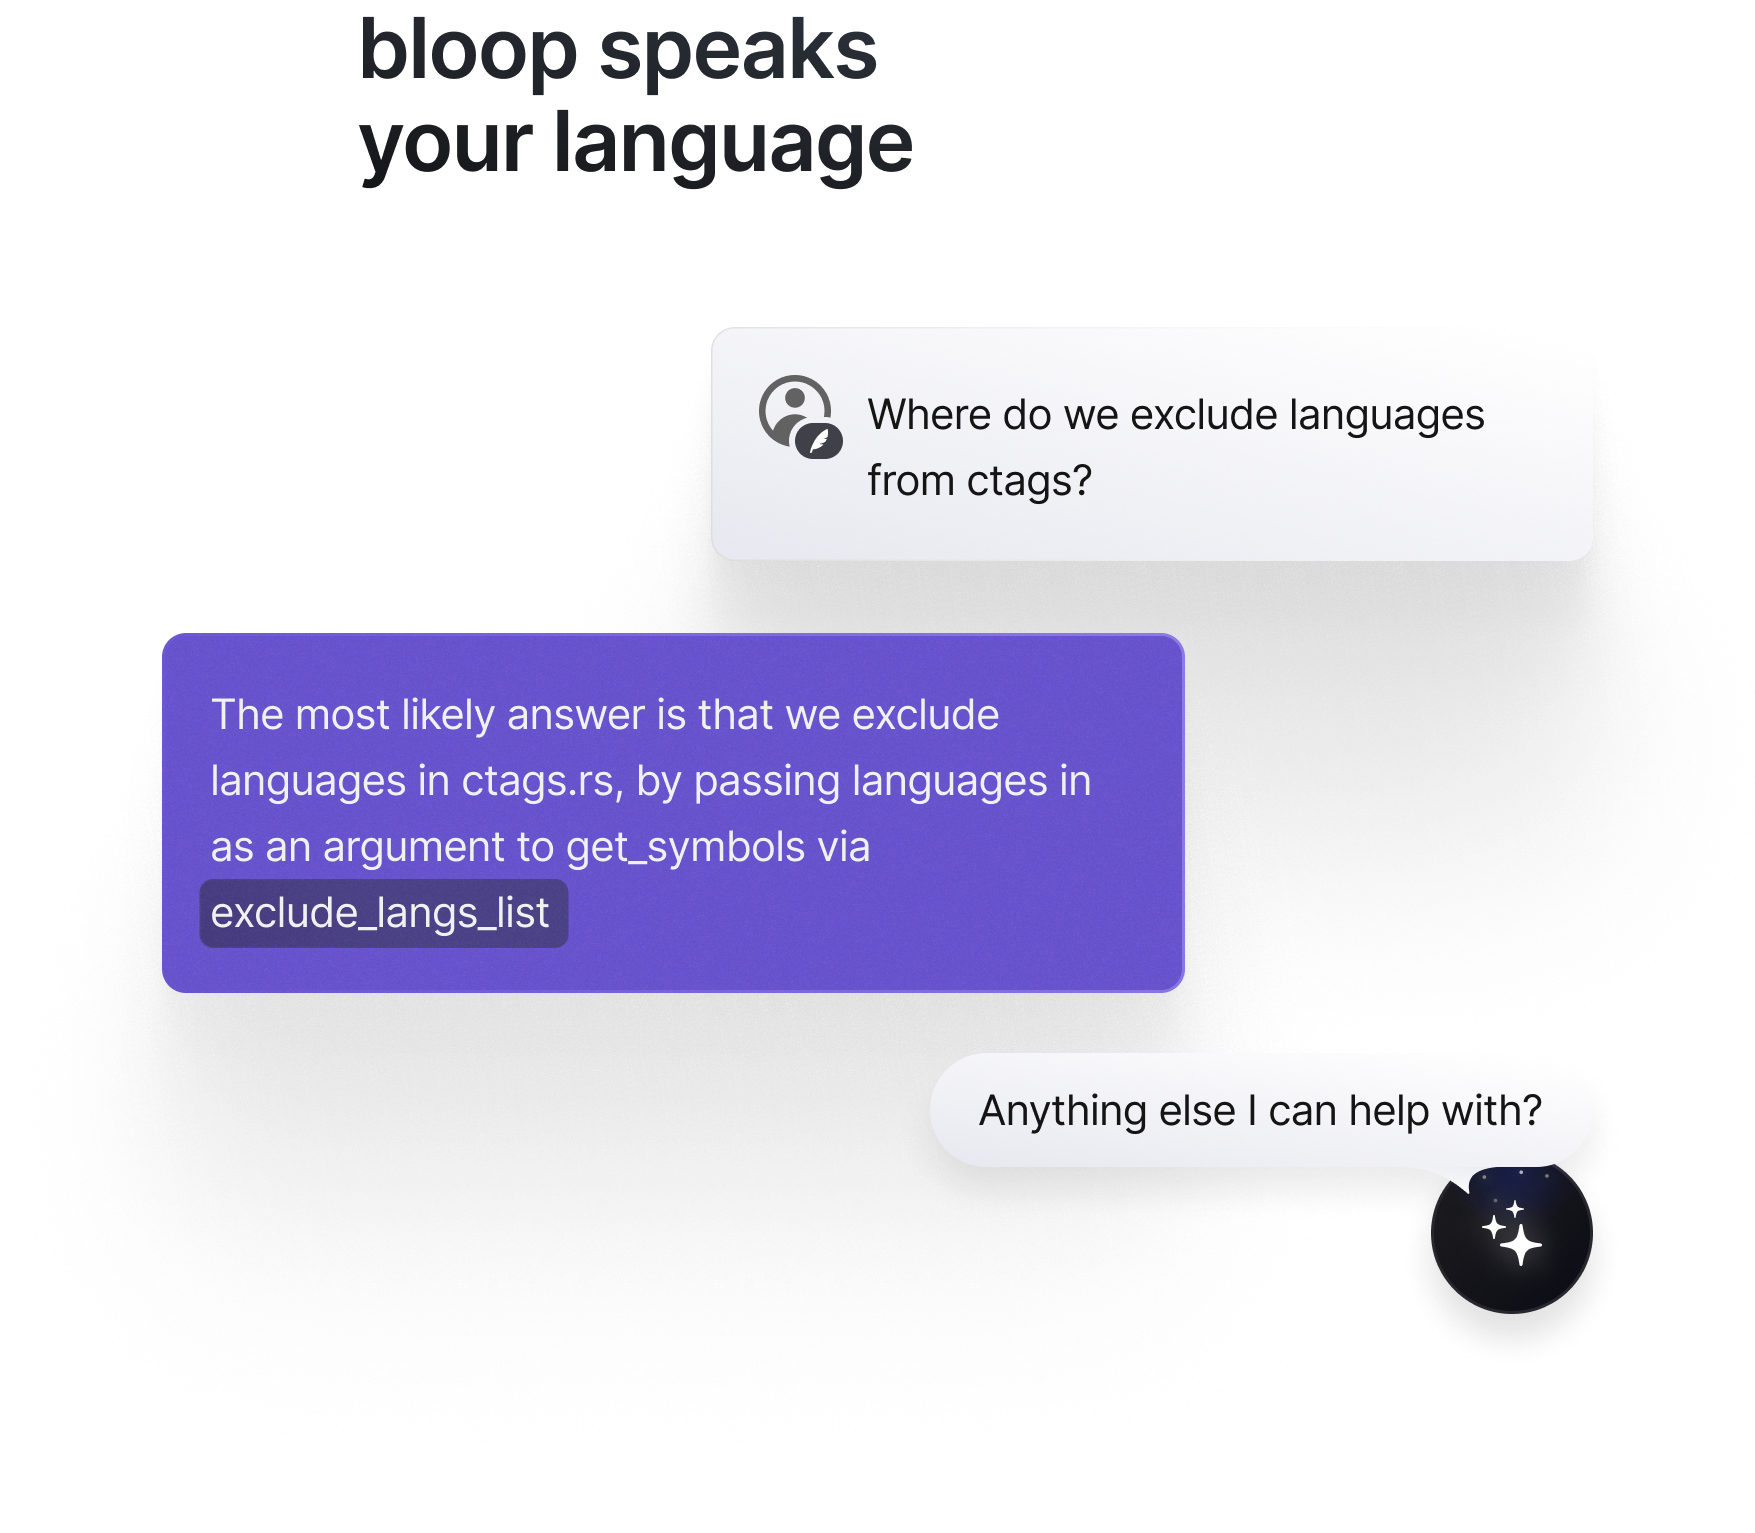 bloop speaks
your language
Where do we exclude languages
from ctags?
The most likely answer is that we exclude
languages in ctags.rs, by passing languages in
as an argument to get_symbols via
exclude_langs_list
Anything else I can help with?